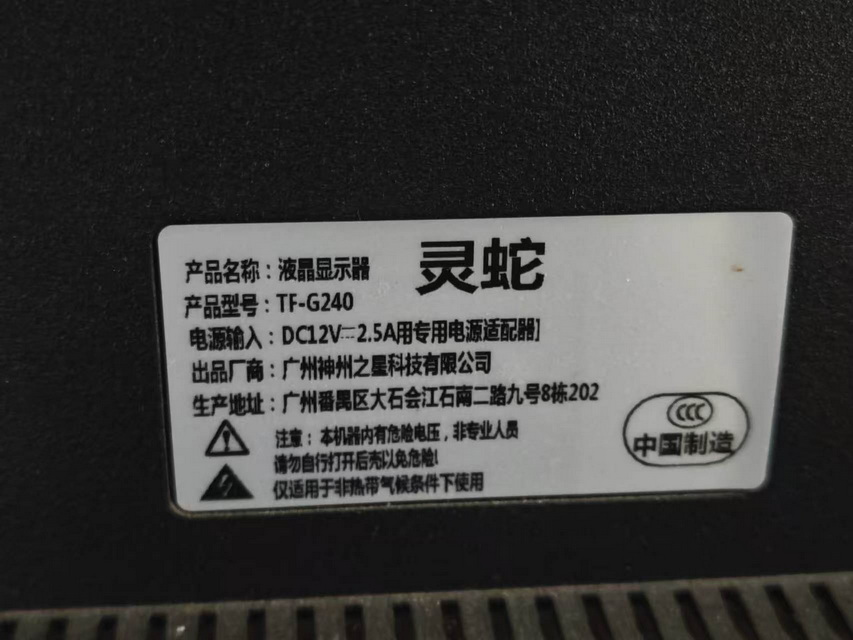 灵蛇
产品名称：液晶显示器
产品型号：TF-G240
电源输入：DC12V⎓2.5A用专用电源适配器]
出品厂商：广州神州之星科技有限公司
生产地址：广州番禺区大石会江石南二路九号8栋202
注意：本机器内有危险电压，非专业人员
请勿自行打开后壳以免危险!
仅适用于非热带气候条件下使用
CCC
中国制造